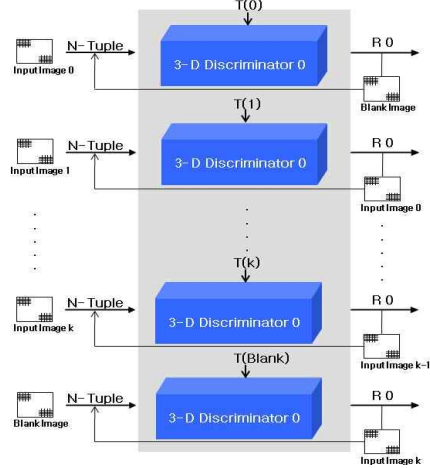 T(0)
N-Tuple
R 0
3-D Discriminator 0
Input Image 0
Blank Image
T(1)
N-Tuple
R 0
3-D Discriminator 0
Input Image 1
Input Image 0
T(k)
N-Tuple
R 0
3-D Discriminator 0
Input Image k
Input Image k-1
T(Blank)
N-Tuple
R 0
3-D Discriminator 0
Blank Image
Input Image k